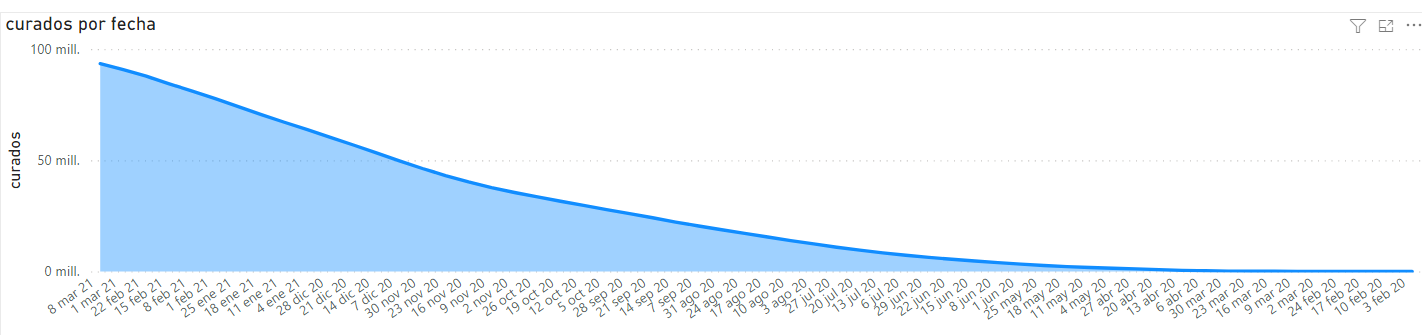 curados por fecha
100 mill.
50 mill.
0 mill.
curados
8 mar 21
1 mar 21
22 feb 21
15 feb 21
8 feb 21
1 feb 21
25 ene 21
18 ene 21
11 ene 21
4 ene 21
28 dic 20
21 dic 20
14 dic 20
7 dic 20
30 nov 20
23 nov 20
16 nov 20
9 nov 20
2 nov 20
26 oct 20
19 oct 20
12 oct 20
5 oct 20
28 sep 20
21 sep 20
14 sep 20
7 sep 20
31 ago 20
24 ago 20
17 ago 20
10 ago 20
3 ago 20
27 jul 20
20 jul 20
13 jul 20
6 jul 20
29 jun 20
22 jun 20
15 jun 20
8 jun 20
1 jun 20
25 may 20
18 may 20
11 may 20
4 may 20
27 abr 20
20 abr 20
13 abr 20
6 abr 20
30 mar 20
23 mar 20
16 mar 20
9 mar 20
2 mar 20
24 feb 20
17 feb 20
10 feb 20
3 feb 20